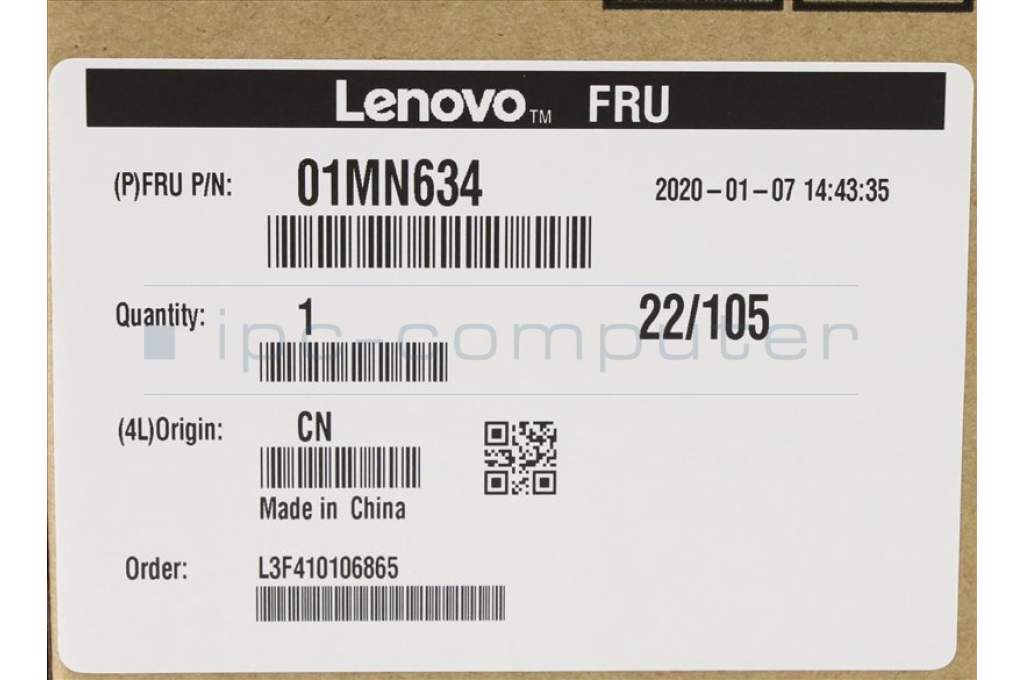 Lenovo™ FRU
(P)FRU P/N: 01MN634 2020-01-07 14:43:35
Quantity: 1 22/105
ipc-computer
(4L)Origin: CN
Made in China
Order: L3F410106865